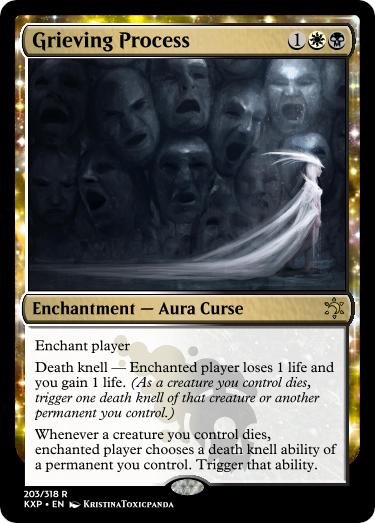 Grieving Process 1
Enchantment — Aura Curse
Enchant player
Death knell — Enchanted player loses 1 life and
you gain 1 life. (As a creature you control dies,
trigger one death knell of that creature or another
permanent you control.)
Whenever a creature you control dies,
enchanted player chooses a death knell ability of
a permanent you control. Trigger that ability.
203/318 R
KXP • EN KristinaToxicpanda